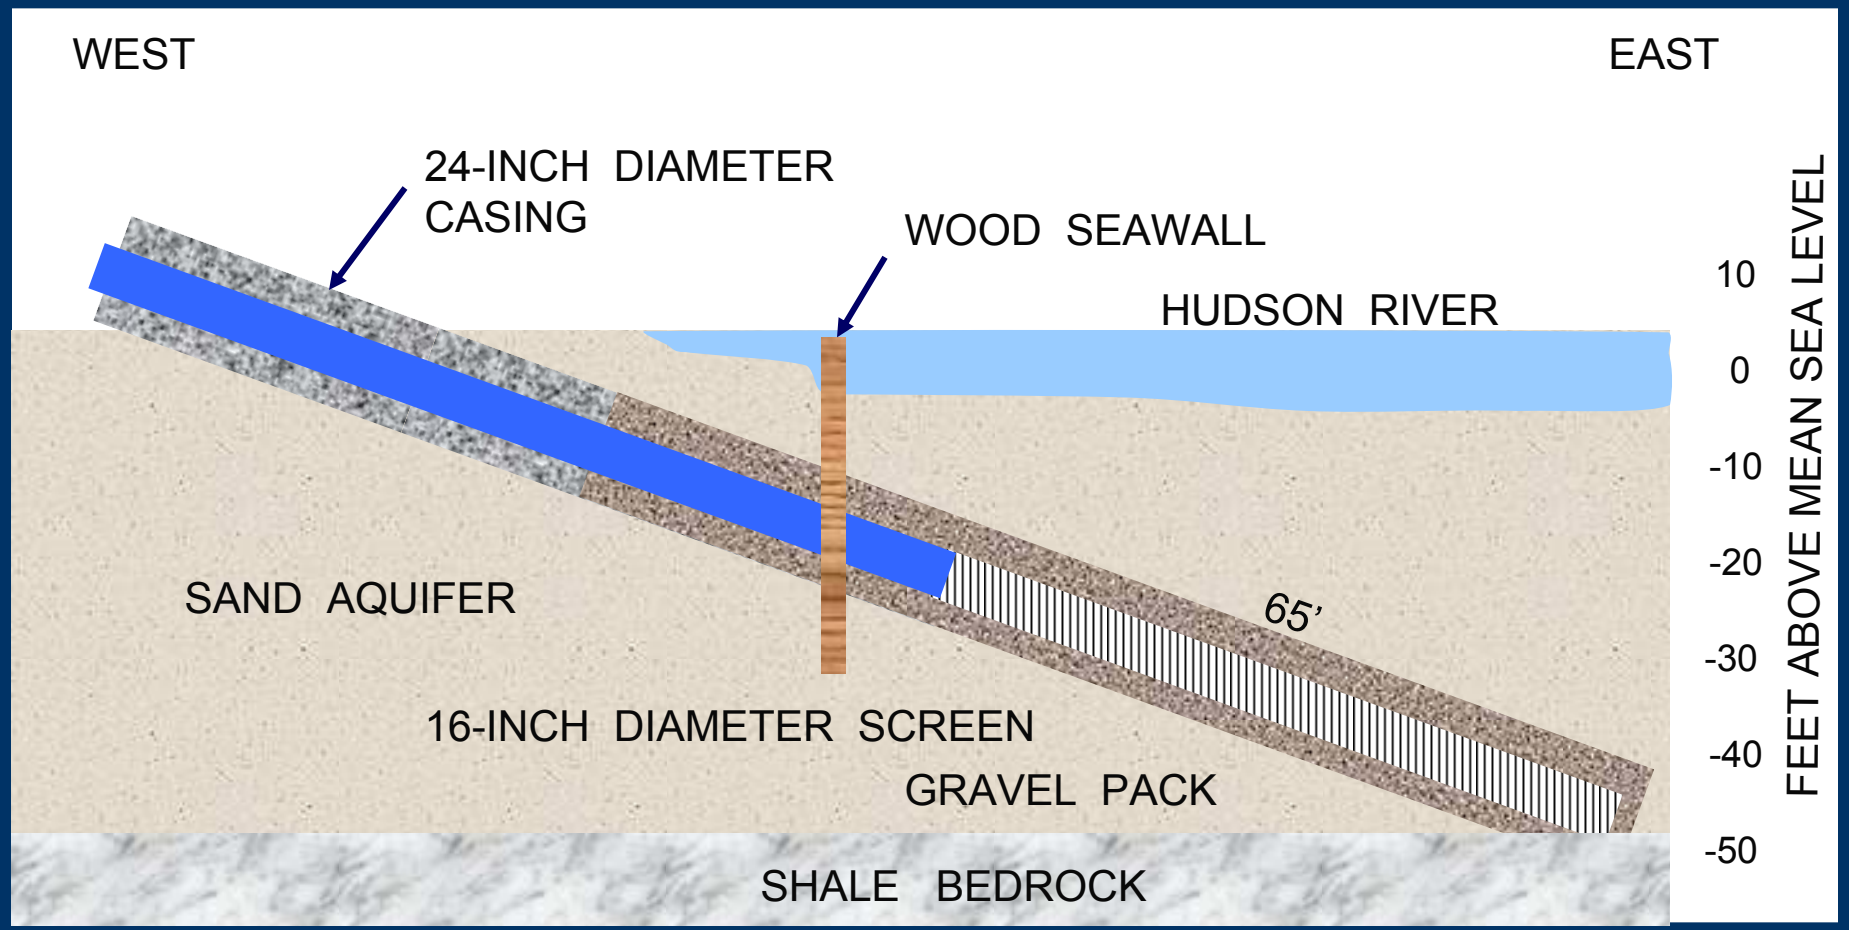 WEST
EAST
24-INCH DIAMETER
CASING
WOOD SEAWALL
HUDSON RIVER
10
0
-10
-20
-30
-40
-50
FEET ABOVE MEAN SEA LEVEL
SAND AQUIFER
65’
16-INCH DIAMETER SCREEN
GRAVEL PACK
SHALE BEDROCK